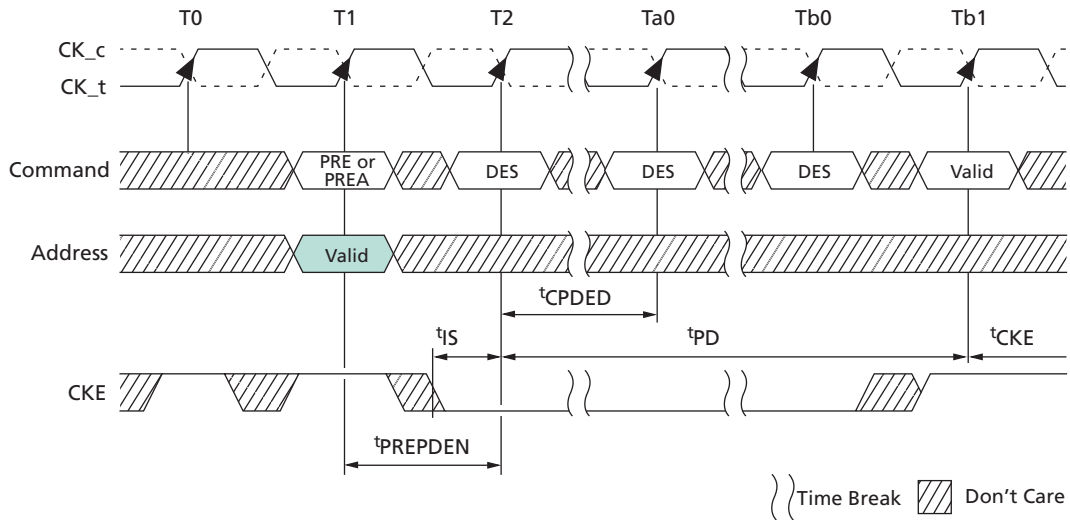 T0 T1 T2 Ta0 Tb0 Tb1
CK_c
CK_t
Command PRE or PREA DES DES DES Valid
Address Valid
tCPDED
tIS tPD tCKE
CKE
tPREPDEN
Time Break Don't Care